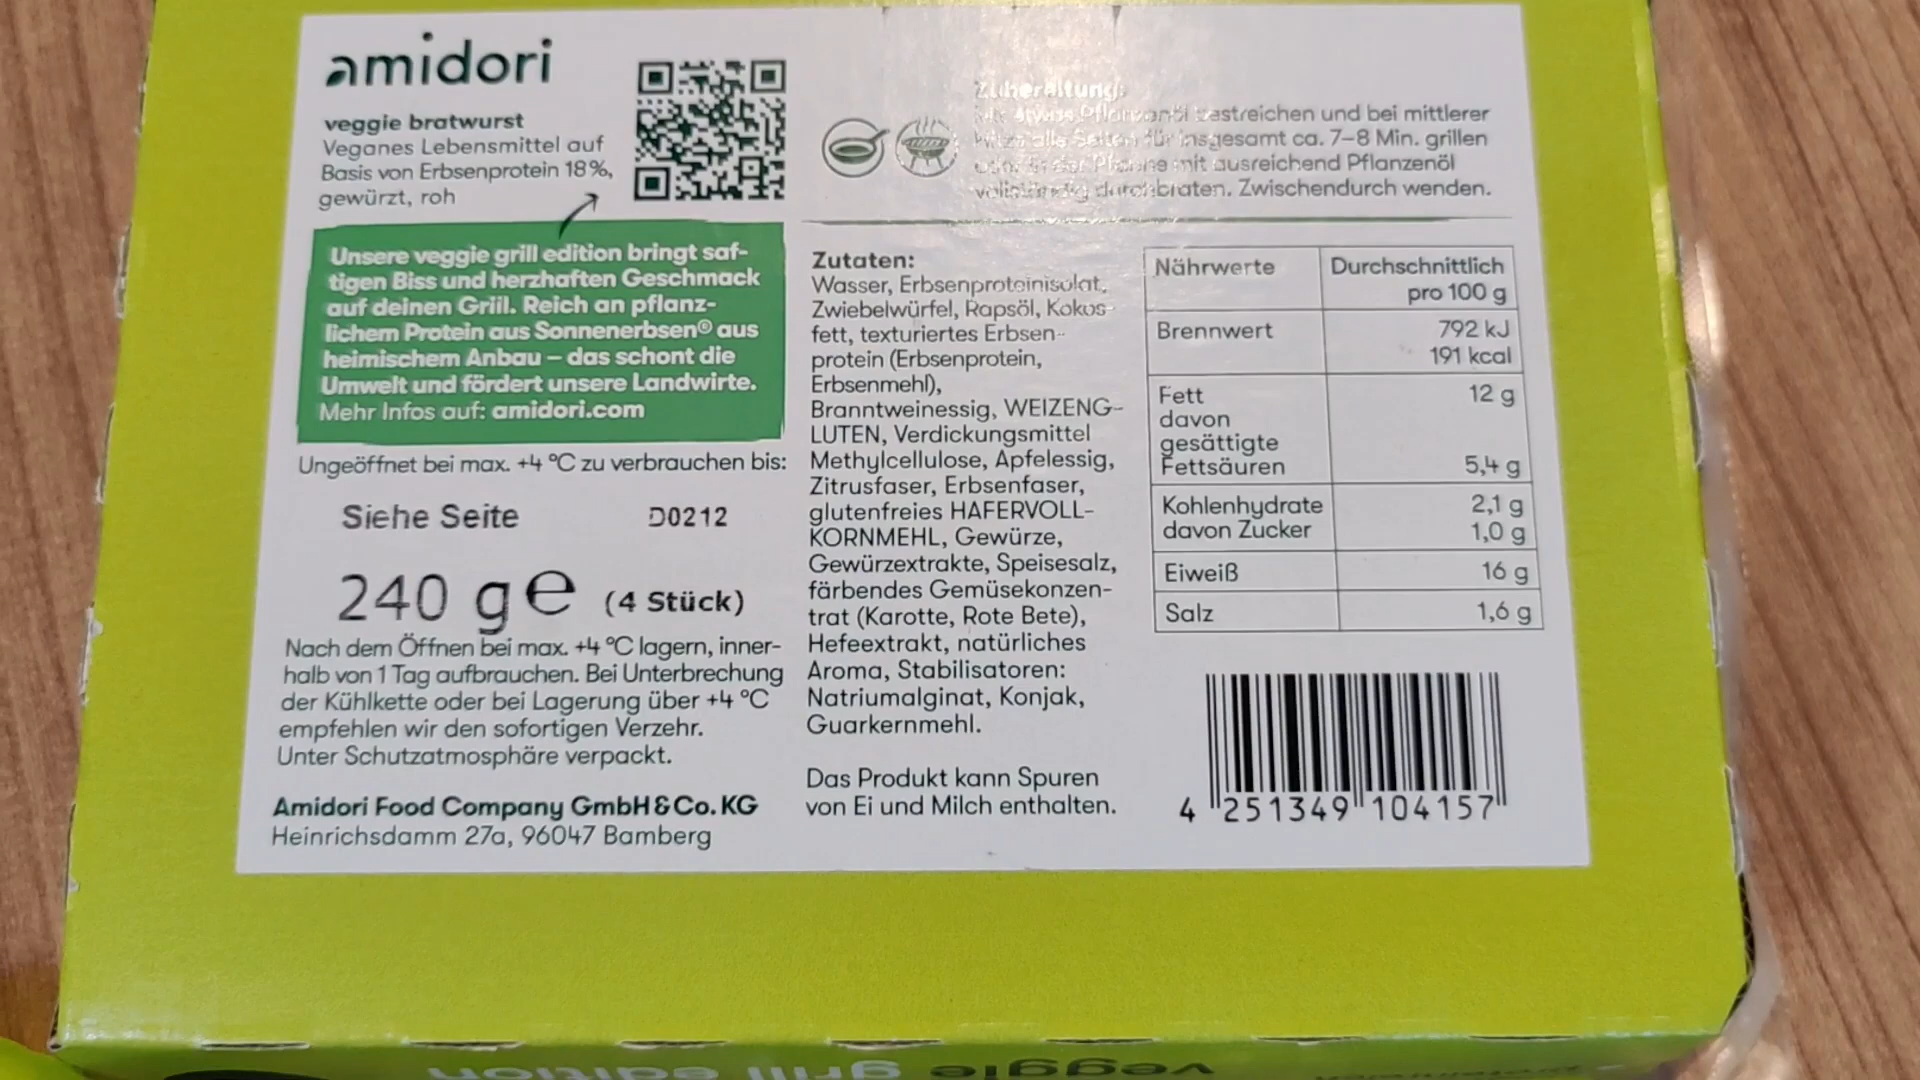 amidori
veggie bratwurst
Veganes Lebensmittel auf
Basis von Erbsenprotein 18%,
gewürzt, roh
Unsere veggie grill edition bringt saf-
tigen Biss und herzhaften Geschmack
auf deinen Grill. Reich an pflanz-
lichem Protein aus Sonnenerbsen® aus
heimischem Anbau – das schont die
Umwelt und fördert unsere Landwirte.
Mehr Infos auf: amidori.com
Ungeöffnet bei max. +4 °C zu verbrauchen bis:
Siehe Seite D0212
240 g e (4 Stück)
Nach dem Öffnen bei max. +4 °C lagern, inner-
halb von 1 Tag aufbrauchen. Bei Unterbrechung
der Kühlkette oder bei Lagerung über +4 °C
empfehlen wir den sofortigen Verzehr.
Unter Schutzatmosphäre verpackt.
Amidori Food Company GmbH & Co. KG
Heinrichsdamm 27a, 96047 Bamberg
Zubereitung:
Pflanzenöl bestreichen und bei mittlerer
alle Seiten für insgesamt ca. 7–8 Min. grillen
Pfanne mit ausreichend Pflanzenöl
vollständig durchbraten. Zwischendurch wenden.
Zutaten:
Wasser, Erbsenproteinisolat,
Zwiebelwürfel, Rapsöl, Kokos-
fett, texturiertes Erbsen-
protein (Erbsenprotein,
Erbsenmehl),
Branntweinessig, WEIZENG-
LUTEN, Verdickungsmittel
Methylcellulose, Apfelessig,
Zitrusfaser, Erbsenfaser,
glutenfreies HAFERVOLL-
KORNMEHL, Gewürze,
Gewürzextrakte, Speisesalz,
färbendes Gemüsekonzen-
trat (Karotte, Rote Bete),
Hefeextrakt, natürliches
Aroma, Stabilisatoren:
Natriumalginat, Konjak,
Guarkernmehl.
Das Produkt kann Spuren
von Ei und Milch enthalten.
Nährwerte Durchschnittlich
pro 100 g
Brennwert 792 kJ
191 kcal
Fett 12 g
davon
gesättigte
Fettsäuren 5,4 g
Kohlenhydrate 2,1 g
davon Zucker 1,0 g
Eiweiß 16 g
Salz 1,6 g
4 251349 104157
veggie grill edition